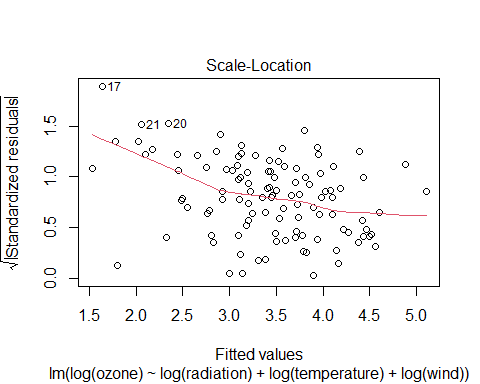 Scale-Location
√|Standardized residuals|
0.0 0.5 1.0 1.5
17
21 20
1.5 2.0 2.5 3.0 3.5 4.0 4.5 5.0
Fitted values
lm(log(ozone) ~ log(radiation) + log(temperature) + log(wind))